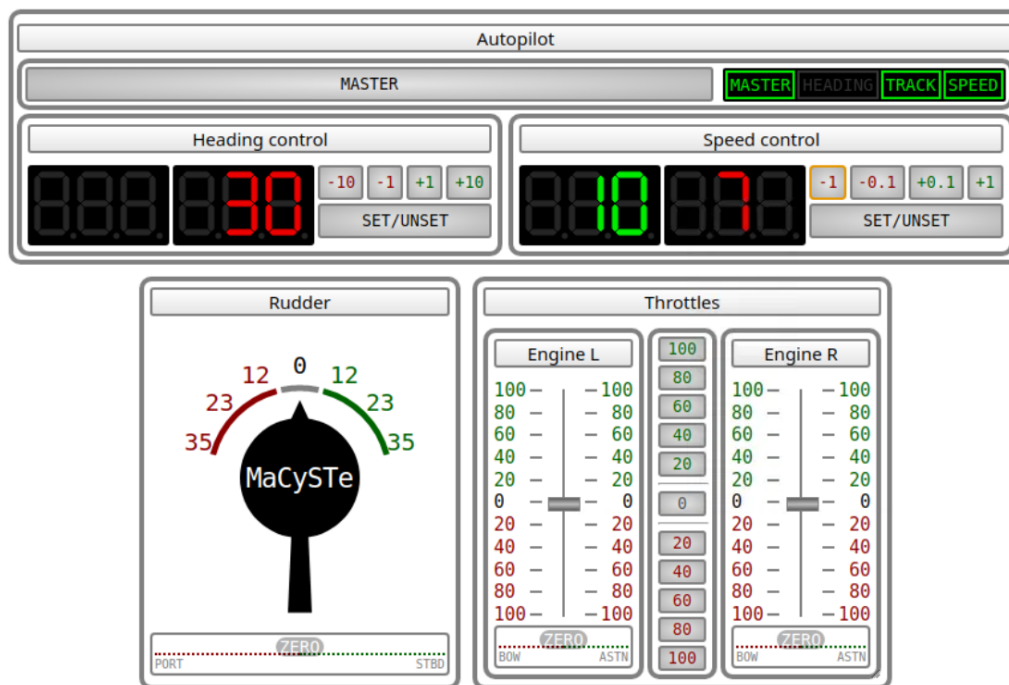 Autopilot
MASTER MASTER HEADING TRACK SPEED
Heading control Speed control
30 -10 -1 +1 +10 10 7 -1 -0.1 +0.1 +1
SET/UNSET SET/UNSET
Rudder
0
12 12
23 23
35 35
MaCySTe
ZERO
PORT STBD
Throttles
Engine L
100 100
80 80
60 60
40 40
20 20
0 0
20 20
40 40
60 60
80 80
100 100
ZERO
BOW ASTN
100
80
60
40
20
0
20
40
60
80
100
Engine R
100 100
80 80
60 60
40 40
20 20
0 0
20 20
40 40
60 60
80 80
100 100
ZERO
BOW ASTN